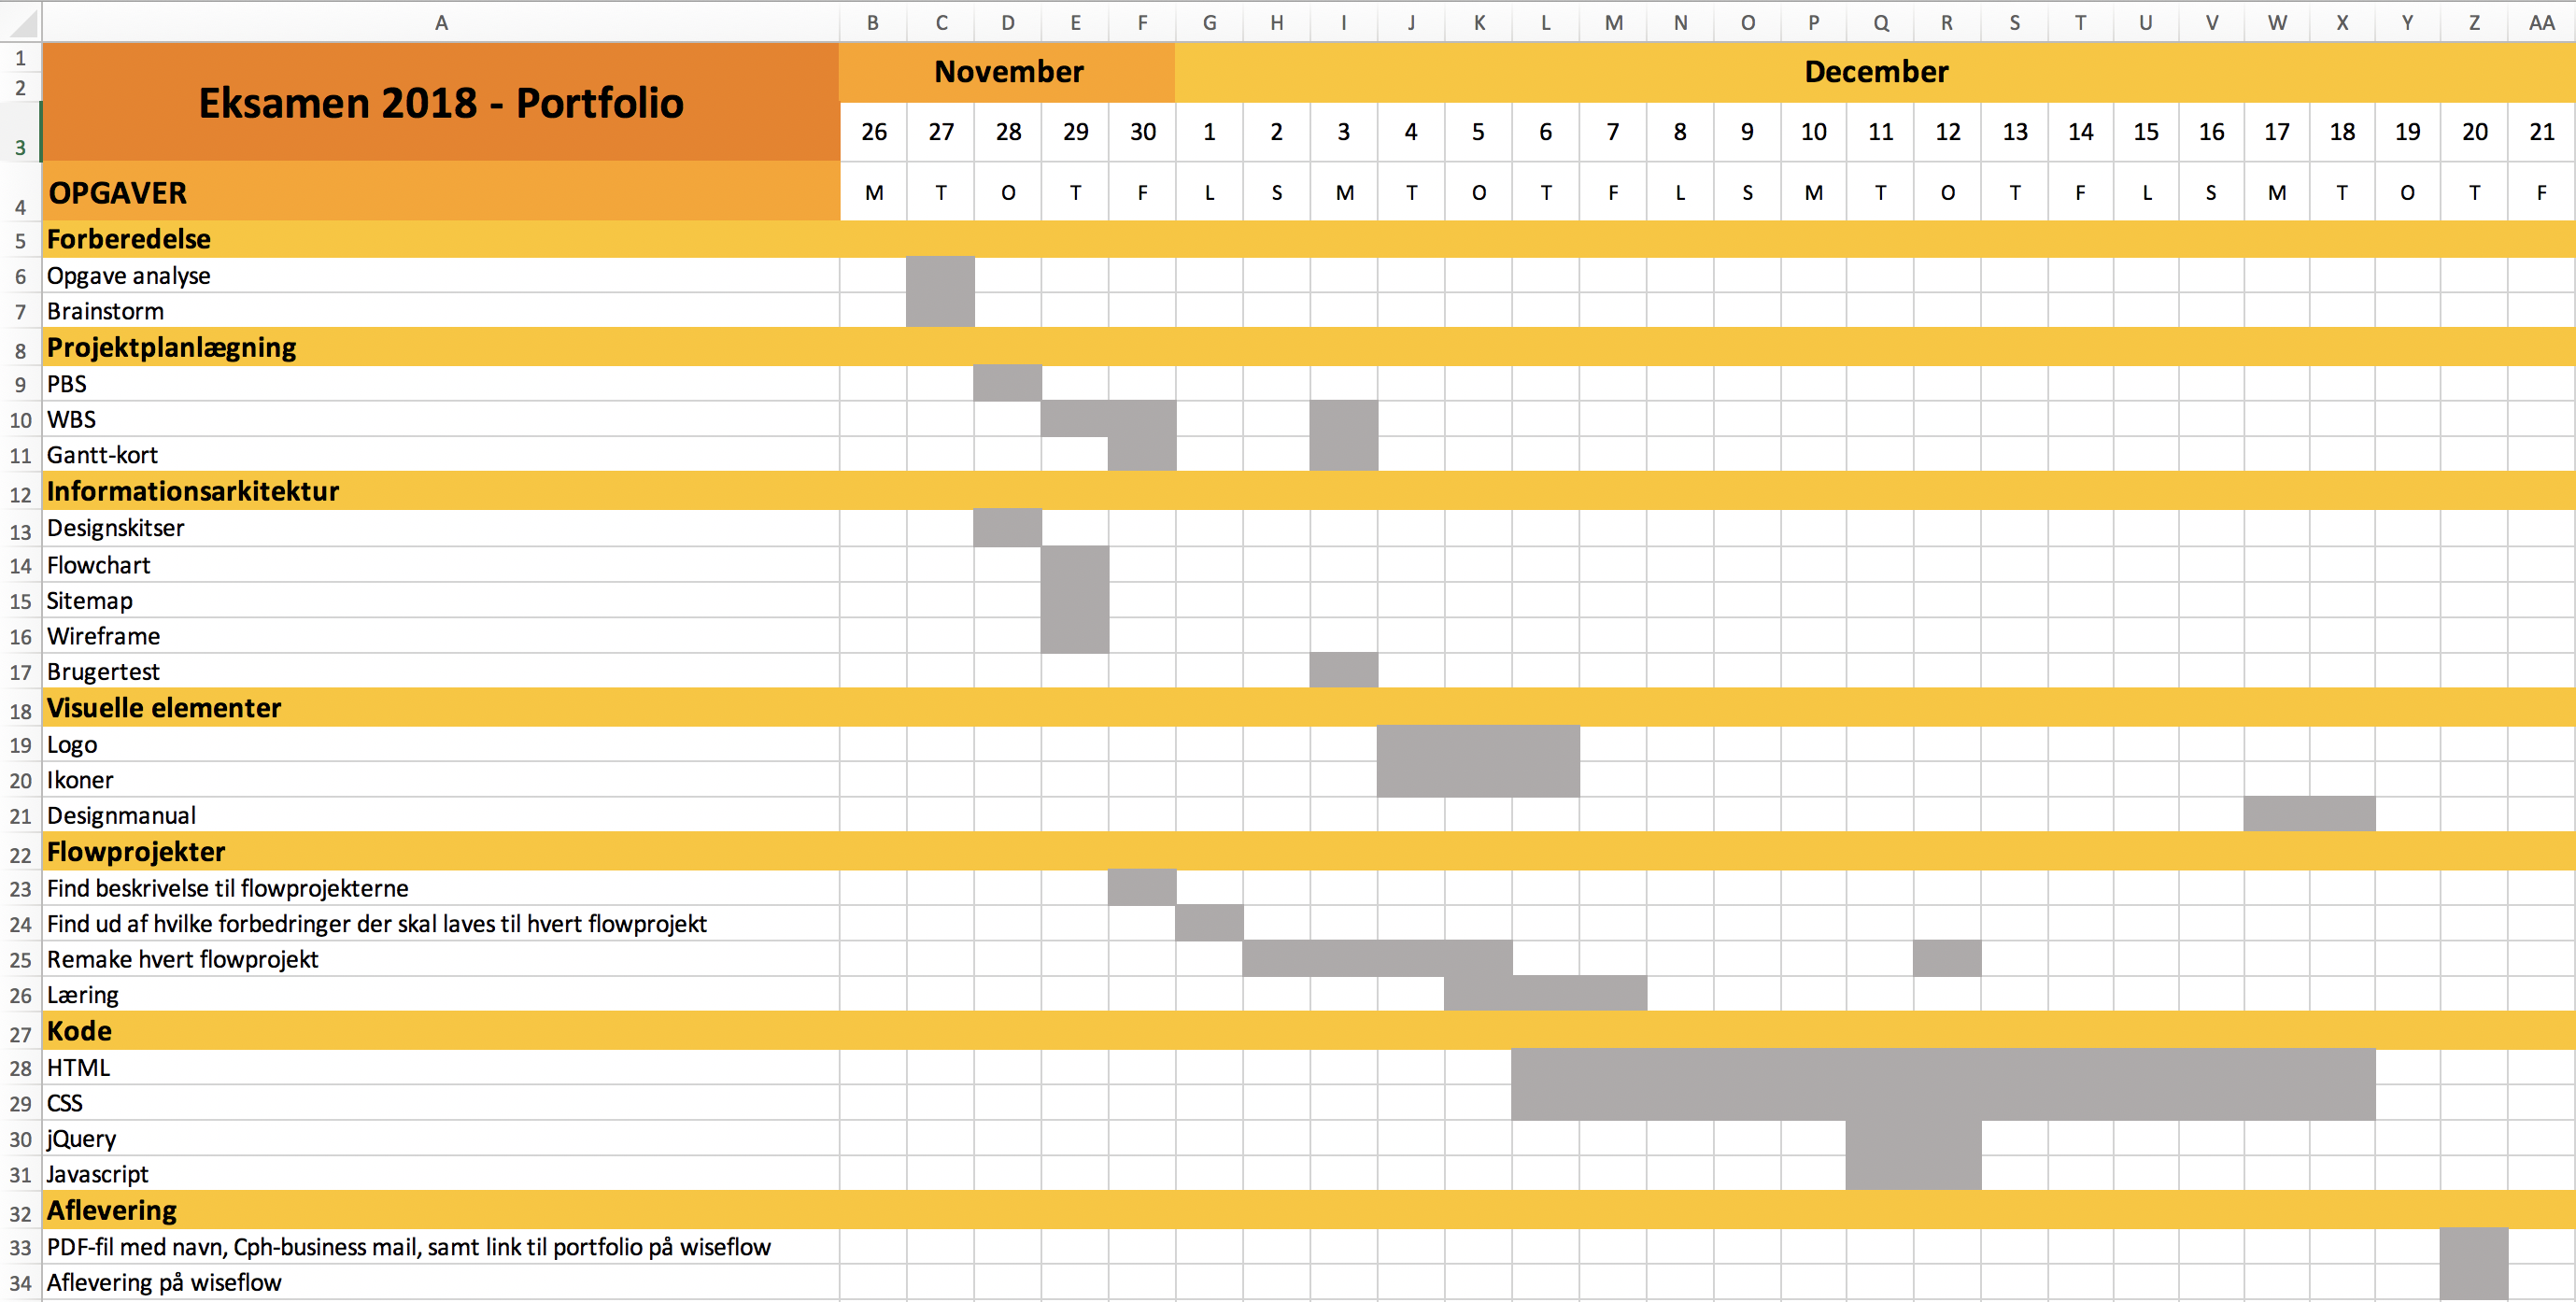 A B C D E F G H I J K L M N O P Q R S T U V W X Y Z AA
1 November December
2 Eksamen 2018 - Portfolio
3 26 27 28 29 30 1 2 3 4 5 6 7 8 9 10 11 12 13 14 15 16 17 18 19 20 21
4 OPGAVER M T O T F L S M T O T F L S M T O T F L S M T O T F
5 Forberedelse
6 Opgave analyse
7 Brainstorm
8 Projektplanlægning
9 PBS
10 WBS
11 Gantt-kort
12 Informationsarkitektur
13 Designskitser
14 Flowchart
15 Sitemap
16 Wireframe
17 Brugertest
18 Visuelle elementer
19 Logo
20 Ikoner
21 Designmanual
22 Flowprojekter
23 Find beskrivelse til flowprojekterne
24 Find ud af hvilke forbedringer der skal laves til hvert flowprojekt
25 Remake hvert flowprojekt
26 Læring
27 Kode
28 HTML
29 CSS
30 jQuery
31 Javascript
32 Aflevering
33 PDF-fil med navn, Cph-business mail, samt link til portfolio på wiseflow
34 Aflevering på wiseflow